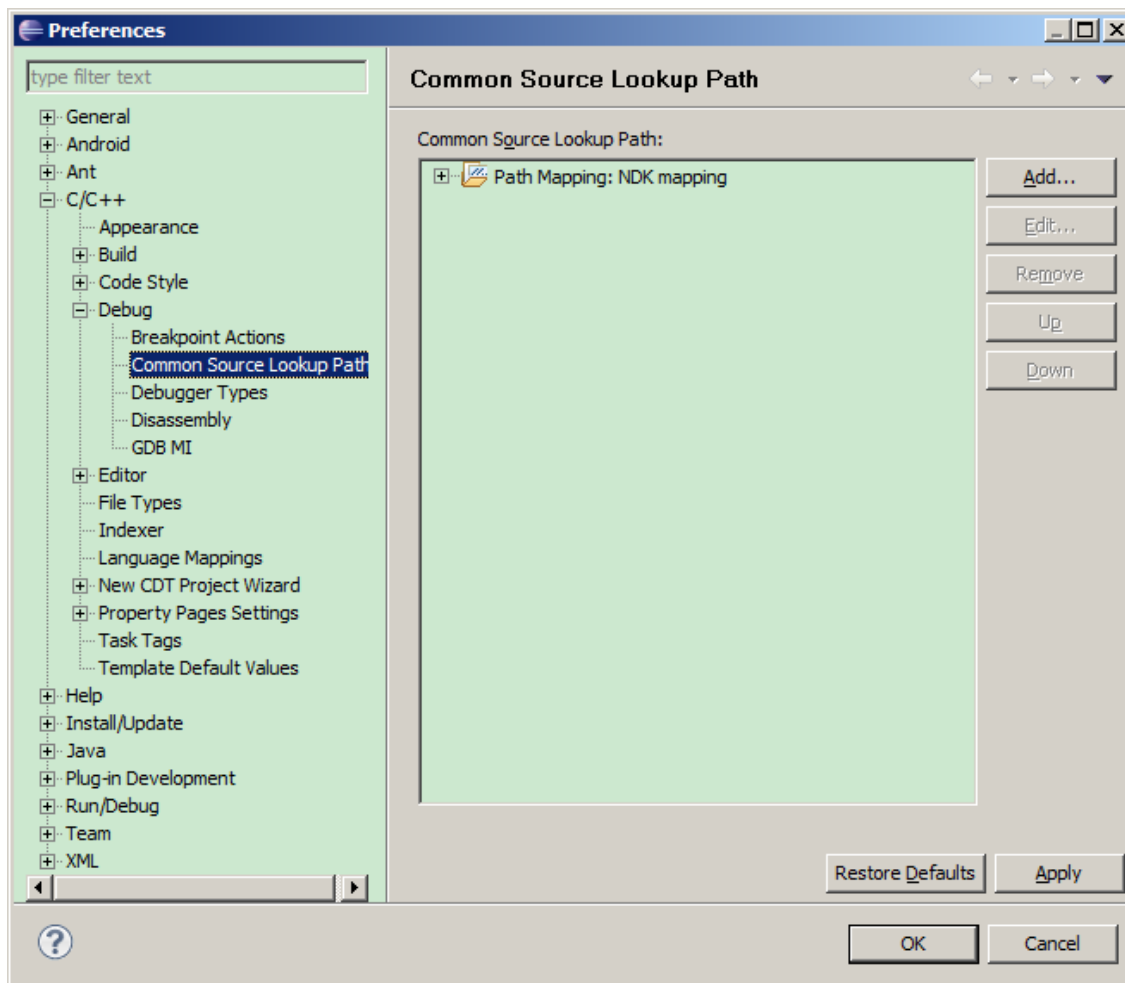 Preferences
type filter text
General
Android
Ant
C/C++
Appearance
Build
Code Style
Debug
Breakpoint Actions
Common Source Lookup Path
Debugger Types
Disassembly
GDB MI
Editor
File Types
Indexer
Language Mappings
New CDT Project Wizard
Property Pages Settings
Task Tags
Template Default Values
Help
Install/Update
Java
Plug-in Development
Run/Debug
Team
XML
Common Source Lookup Path
Common Source Lookup Path:
Path Mapping: NDK mapping
Add...
Edit...
Remove
Up
Down
Restore Defaults
Apply
OK
Cancel